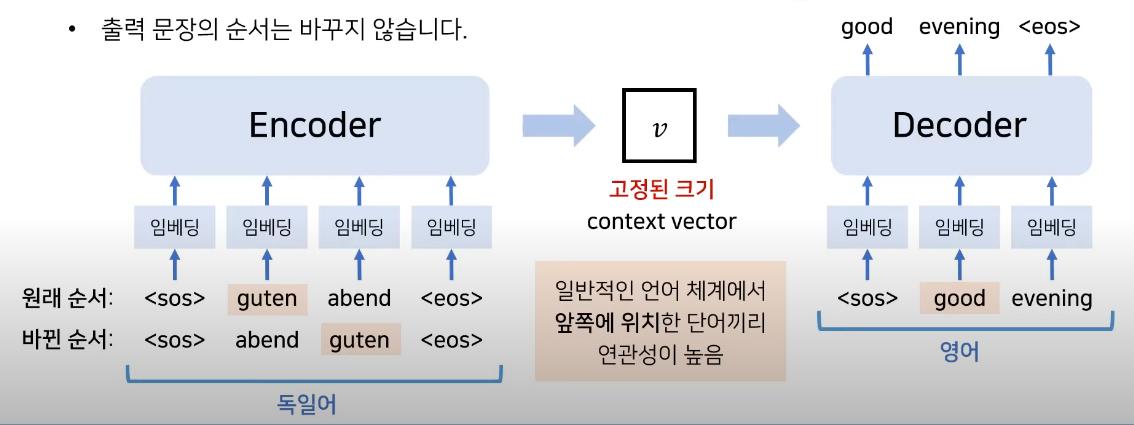 • 출력 문장의 순서는 바꾸지 않습니다.
good evening <eos>
Encoder
v
Decoder
고정된 크기
context vector
임베딩 임베딩 임베딩 임베딩
임베딩 임베딩 임베딩
원래 순서: <sos> guten abend <eos>
바뀐 순서: <sos> abend guten <eos>
독일어
일반적인 언어 체계에서
앞쪽에 위치한 단어끼리
연관성이 높음
<sos> good evening
영어